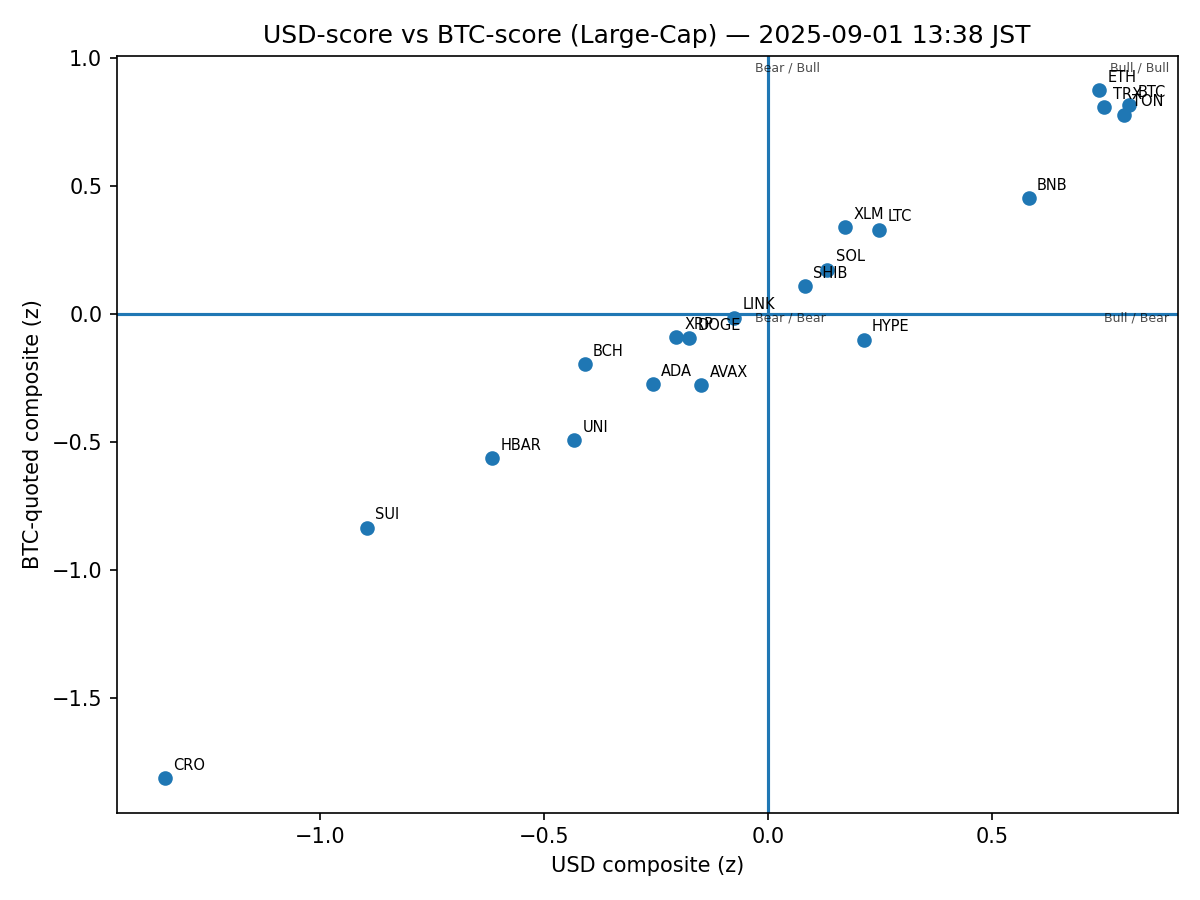 USD-score vs BTC-score (Large-Cap) — 2025-09-01 13:38 JST
Bear / Bull
Bull / Bull
ETH
TRX
BTC
TON
BNB
XLM
LTC
SOL
SHIB
LINK
Bear / Bear
Bull / Bear
HYPE
XRP
DOGE
BCH
ADA
AVAX
UNI
HBAR
SUI
CRO
1.0
0.5
0.0
−0.5
−1.0
−1.5
BTC-quoted composite (z)
−1.0
−0.5
0.0
0.5
USD composite (z)